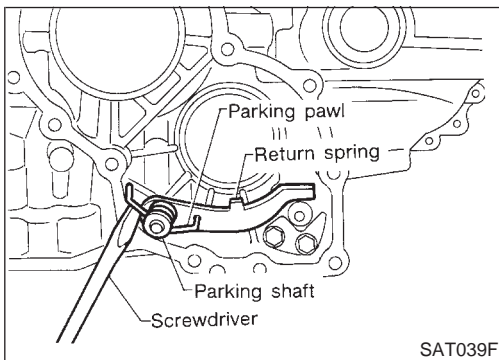 Parking pawl
Return spring
Parking shaft
Screwdriver
SAT039F